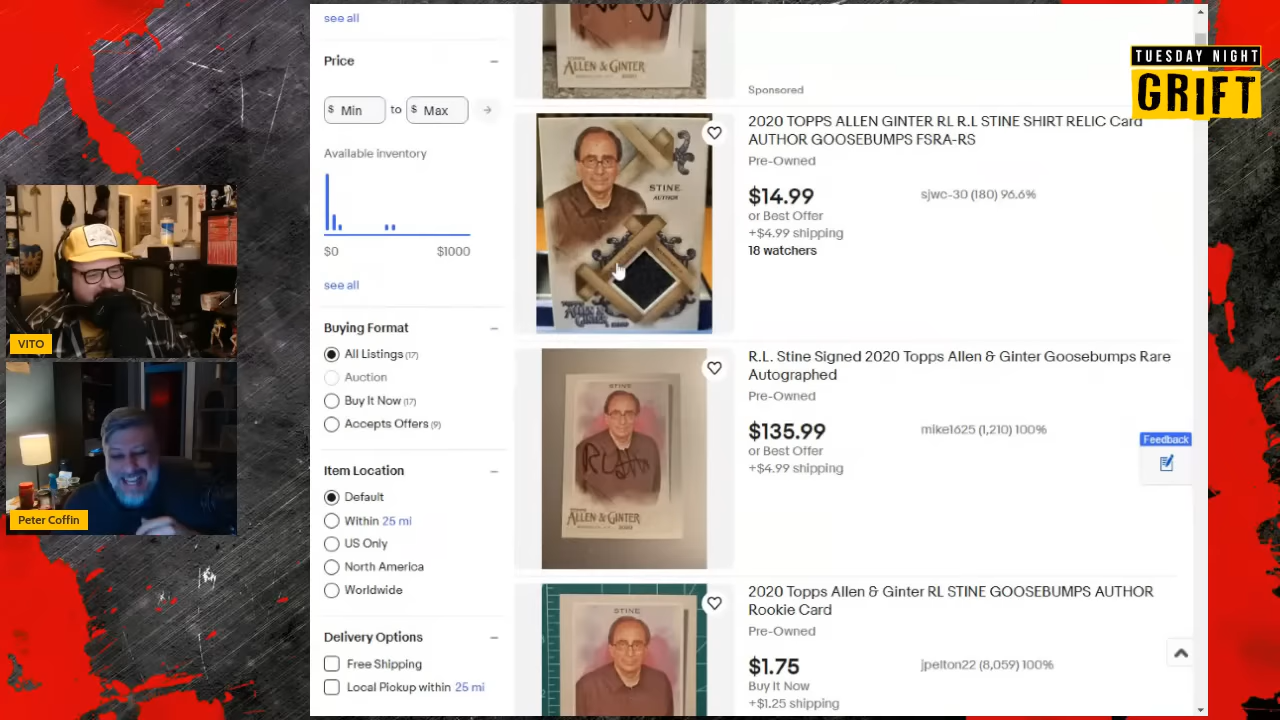 see all
Price
$ Min to $ Max
Available inventory
$0 $1000
see all
Buying Format
All Listings (17)
Auction
Buy It Now (17)
Accepts Offers (9)
Item Location
Default
Within 25 mi
US Only
North America
Worldwide
Delivery Options
Free Shipping
Local Pickup within 25 mi
ALLEN & GINTER
Sponsored
STINE
AUTHOR
ALLEN & GINTER
2020 TOPPS ALLEN GINTER RL R.L STINE SHIRT RELIC Card
AUTHOR GOOSEBUMPS FSRA-RS
Pre-Owned
$14.99
or Best Offer
+$4.99 shipping
18 watchers
sjwc-30 (180) 96.6%
STINE
ALLEN & GINTER
R.L. Stine Signed 2020 Topps Allen & Ginter Goosebumps Rare
Autographed
Pre-Owned
$135.99
or Best Offer
+$4.99 shipping
mike1625 (1,210) 100%
STINE
2020 Topps Allen & Ginter RL STINE GOOSEBUMPS AUTHOR
Rookie Card
Pre-Owned
$1.75
Buy It Now
+$1.25 shipping
jpelton22 (8,059) 100%
Feedback
TUESDAY NIGHT
GRIFT
VITO
Peter Coffin